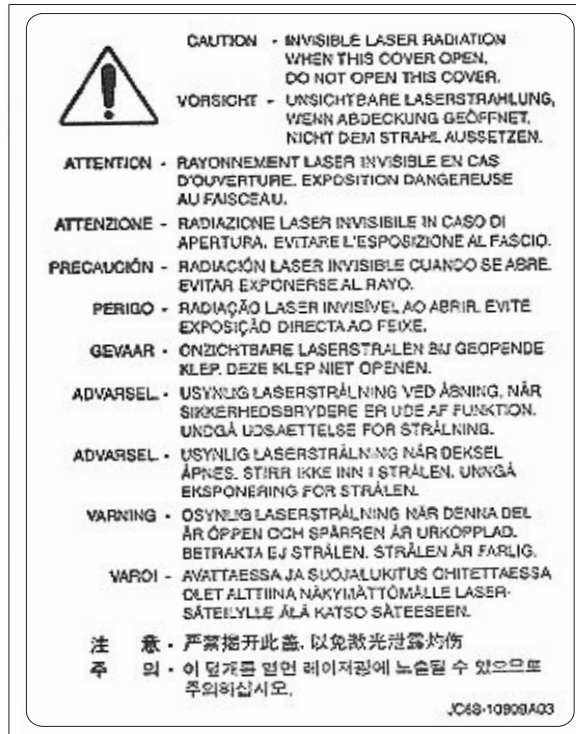 CAUTION - INVISIBLE LASER RADIATION
WHEN THIS COVER OPEN.
DO NOT OPEN THIS COVER.
VORSICHT - UNSICHTBARE LASERSTRAHLUNG,
WENN ABDECKUNG GEÖFFNET.
NICHT DEM STRAHL AUSSETZEN.
ATTENTION - RAYONNEMENT LASER INVISIBLE EN CAS
D'OUVERTURE. EXPOSITION DANGEREUSE
AU FAISCEAU.
ATTENZIONE - RADIAZIONE LASER INVISIBILE IN CASO DI
APERTURA. EVITARE L'ESPOSIZIONE AL FASCIO.
PRECAUCIÓN - RADIACIÓN LASER INVISIBLE CUANDO SE ABRE.
EVITAR EXPONERSE AL RAYO.
PERIGO - RADIAÇÃO LASER INVISÍVEL AO ABRIR. EVITE
EXPOSIÇÃO DIRECTA AO FEIXE.
GEVAAR - ONZICHTBARE LASERSTRALEN BIJ GEOPENDE
KLEP. DEZE KLEP NIET OPENEN.
ADVARSEL. - USYNLIG LASERSTRÅLNING VED ÅBNING, NÅR
SIKKERHEDSBRYDERE ER UDE AF FUNKTION.
UNDGÅ UDSAETTELSE FOR STRÅLNING.
ADVARSEL. - USYNLIG LASERSTRÅLNING NÅR DEKSEL
ÅPNES. STIRR IKKE INN I STRÅLEN. UNNGÅ
EKSPONERING FOR STRÅLEN.
VARNING - OSYNLIG LASERSTRÅLNING NÄR DENNA DEL
ÄR ÖPPEN OCH SPÄRREN ÄR URKOPPLAD.
BETRAKTA EJ STRÅLEN. STRÅLEN ÄR FARLIG.
VARO! - AVATTAESSA JA SUOJALUKITUS OHITETTAESSA
OLET ALTTIINA NÄKYMÄTTÖMÄLLE LASER-
SÄTEILYLLE ÄLÄ KATSO SÄTEESEEN.
注 意 - 严禁揭开此盖, 以免激光泄露灼伤
주 의 - 이 덮개를 열면 레이저광에 노출될 수 있으므로
주의하십시오.
JC68-10909A03